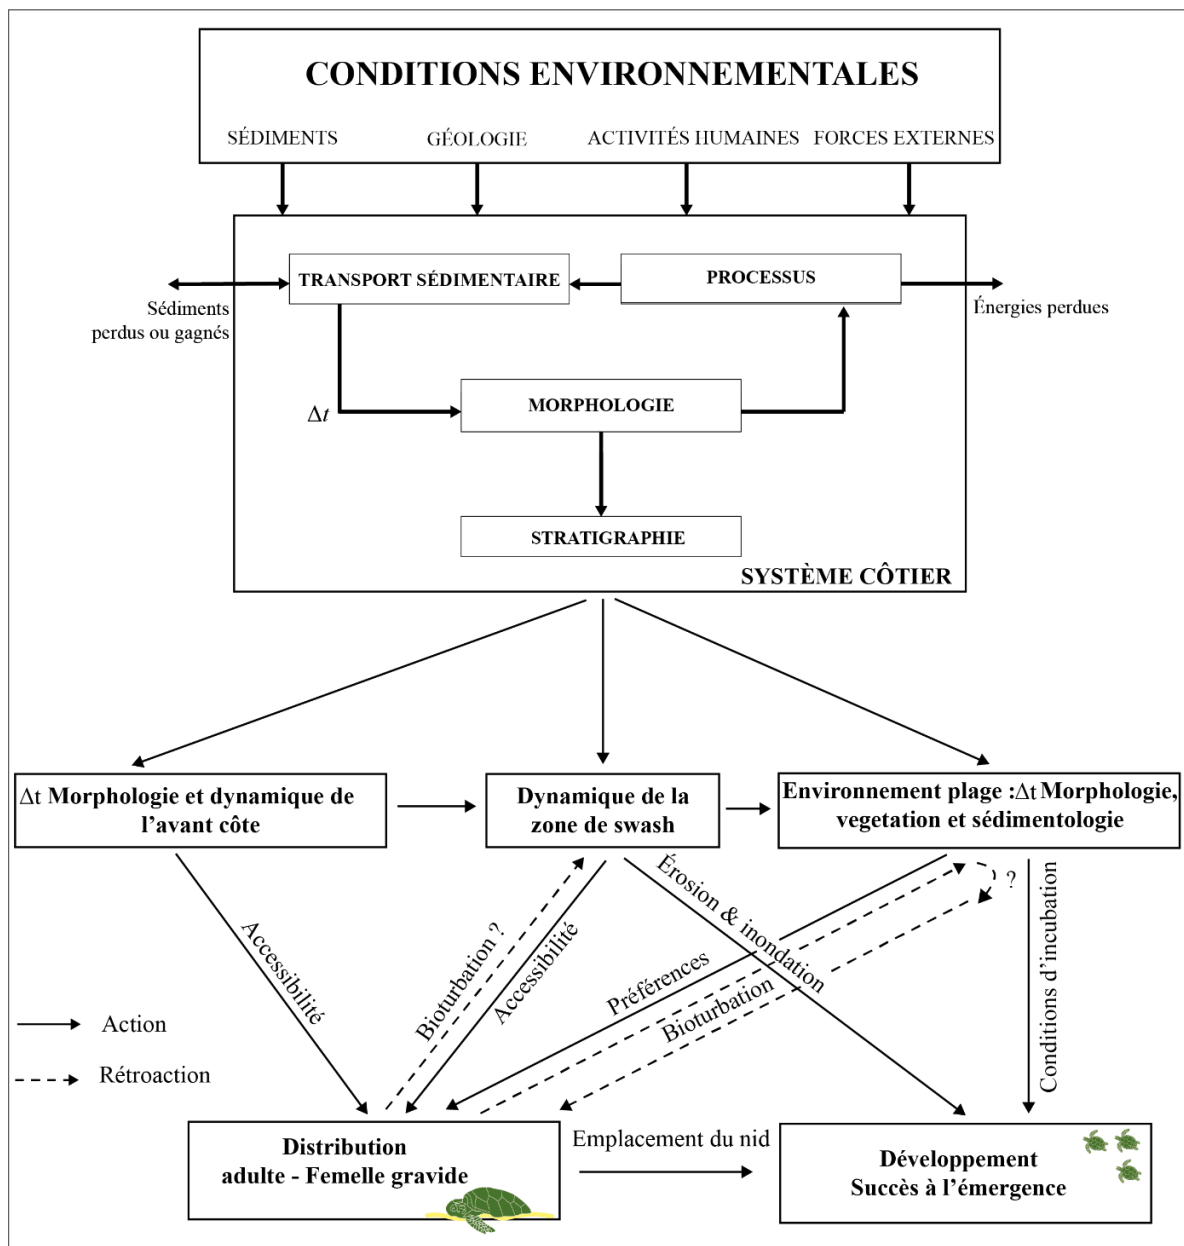 CONDITIONS ENVIRONNEMENTALES
SÉDIMENTS
GÉOLOGIE
ACTIVITÉS HUMAINES
FORCES EXTERNES
TRANSPORT SÉDIMENTAIRE
PROCESSUS
Sédiments
perdus ou gagnés
Énergies perdues
MORPHOLOGIE
Δt
STRATIGRAPHIE
SYSTÈME CÔTIER
Δt Morphologie et dynamique de
l'avant côte
Dynamique de la
zone de swash
Environnement plage :Δt Morphologie,
vegetation et sédimentologie
Accessibilité
Bioturbation ?
Accessibilité
Érosion & inondation
Préférences
Bioturbation
?
Conditions d'incubation
Action
Rétroaction
Distribution
adulte - Femelle gravide
Emplacement du nid
Développement
Succès à l'émergence